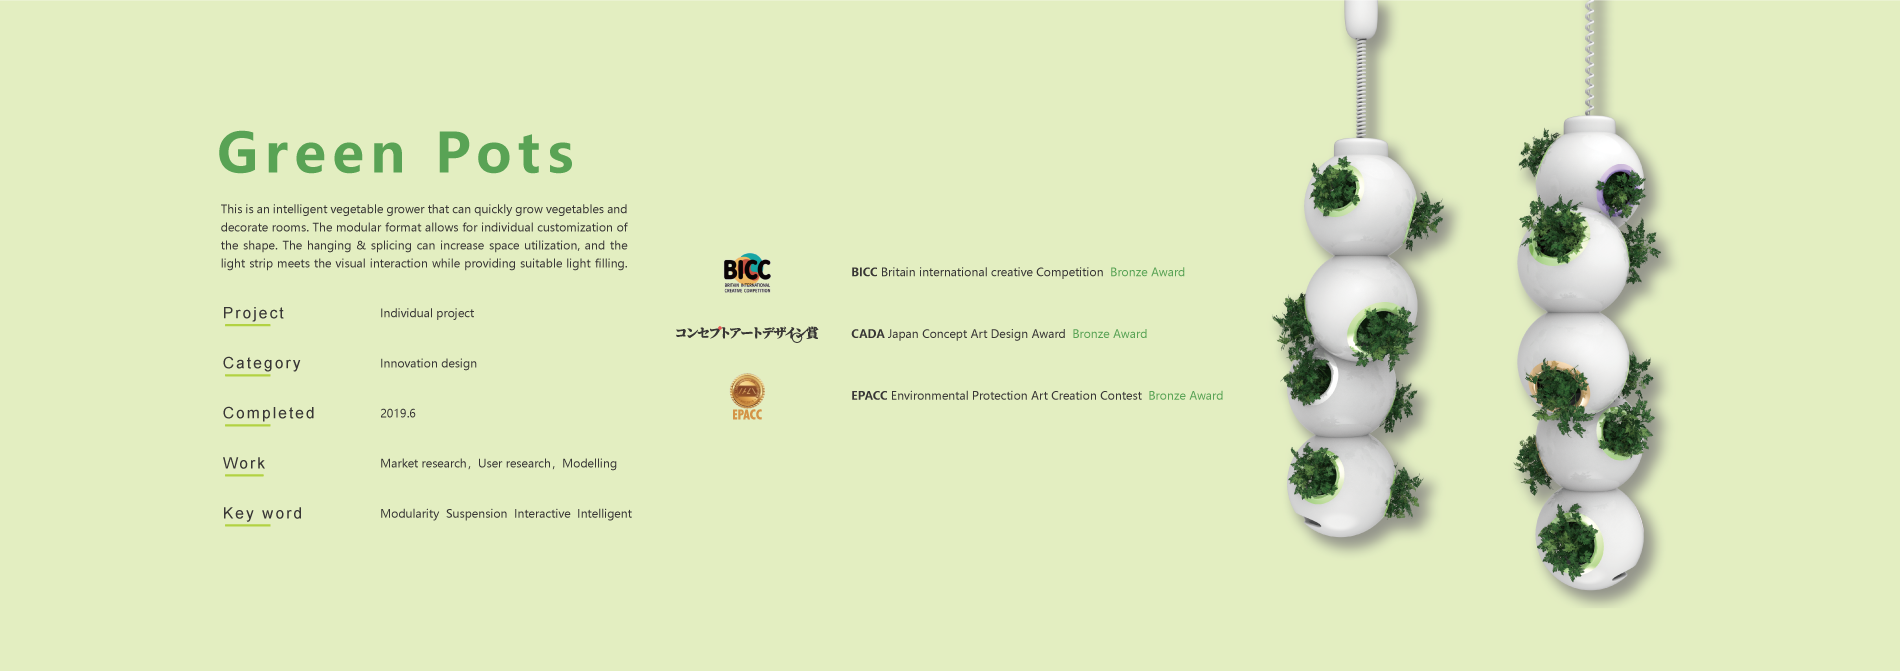 Green Pots
This is an intelligent vegetable grower that can quickly grow vegetables and
decorate rooms. The modular format allows for individual customization of
the shape. The hanging & splicing can increase space utilization, and the
light strip meets the visual interaction while providing suitable light filling.
Project Individual project
Category Innovation design
Completed 2019.6
Work Market research, User research, Modelling
Key word Modularity Suspension Interactive Intelligent
BICC
BRITAIN INTERNATIONAL
CREATIVE COMPETITION
BICC Britain international creative Competition Bronze Award
コンセプトアートデザイン賞
CADA Japan Concept Art Design Award Bronze Award
EPACC
EPACC Environmental Protection Art Creation Contest Bronze Award